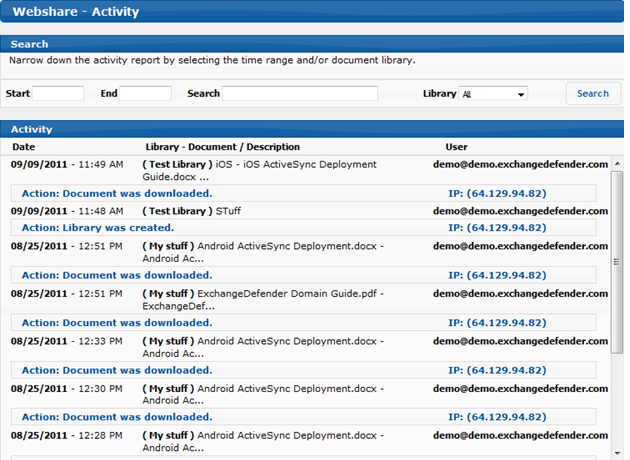 Webshare - Activity
Search
Narrow down the activity report by selecting the time range and/or document library.
Start End Search Library All Search
Activity
Date Library - Document / Description User
09/09/2011 - 11:49 AM ( Test Library ) iOS - iOS ActiveSync Deployment demo@demo.exchangedefender.com
Guide.docx ...
Action: Document was downloaded. IP: (64.129.94.82)
09/09/2011 - 11:48 AM ( Test Library ) STuff demo@demo.exchangedefender.com
Action: Library was created. IP: (64.129.94.82)
08/25/2011 - 12:51 PM ( My stuff ) Android ActiveSync Deployment.docx - demo@demo.exchangedefender.com
Android Ac...
Action: Document was downloaded. IP: (64.129.94.82)
08/25/2011 - 12:51 PM ( My stuff ) ExchangeDefender Domain Guide.pdf - demo@demo.exchangedefender.com
ExchangeDef...
Action: Document was downloaded. IP: (64.129.94.82)
08/25/2011 - 12:33 PM ( My stuff ) Android ActiveSync Deployment.docx - demo@demo.exchangedefender.com
Android Ac...
Action: Document was downloaded. IP: (64.129.94.82)
08/25/2011 - 12:30 PM ( My stuff ) Android ActiveSync Deployment.docx - demo@demo.exchangedefender.com
Android Ac...
Action: Document was downloaded. IP: (64.129.94.82)
08/25/2011 - 12:28 PM ( My stuff ) Android ActiveSync Deployment.docx - demo@demo.exchangedefender.com
Android Ac...